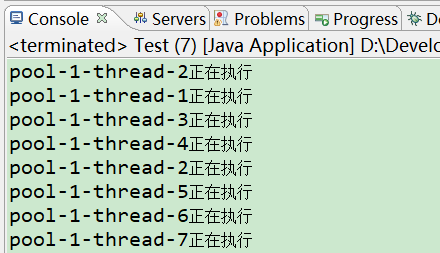 Console Servers Problems Progress
<terminated> Test (7) [Java Application] D:\Develo
pool-1-thread-2正在执行
pool-1-thread-1正在执行
pool-1-thread-3正在执行
pool-1-thread-4正在执行
pool-1-thread-2正在执行
pool-1-thread-5正在执行
pool-1-thread-6正在执行
pool-1-thread-7正在执行